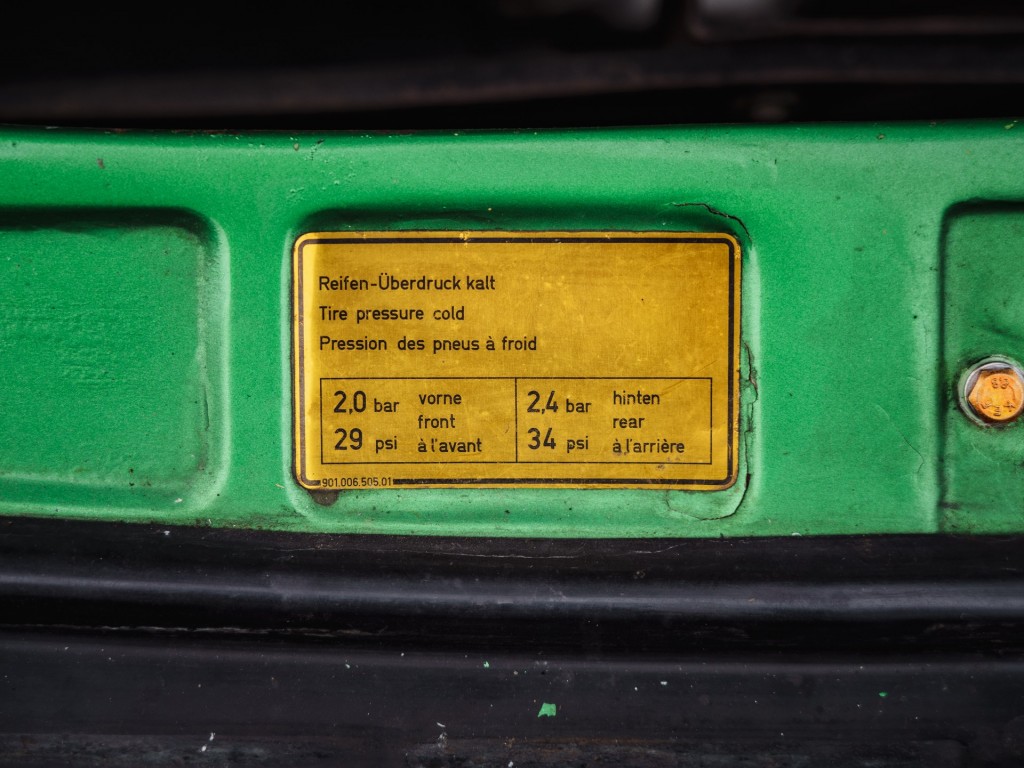 Reifen-Überdruck kalt
Tire pressure cold
Pression des pneus à froid
2,0 bar vorne
front
29 psi à l'avant
2,4 bar hinten
rear
34 psi à l'arrière
901.006.505.01